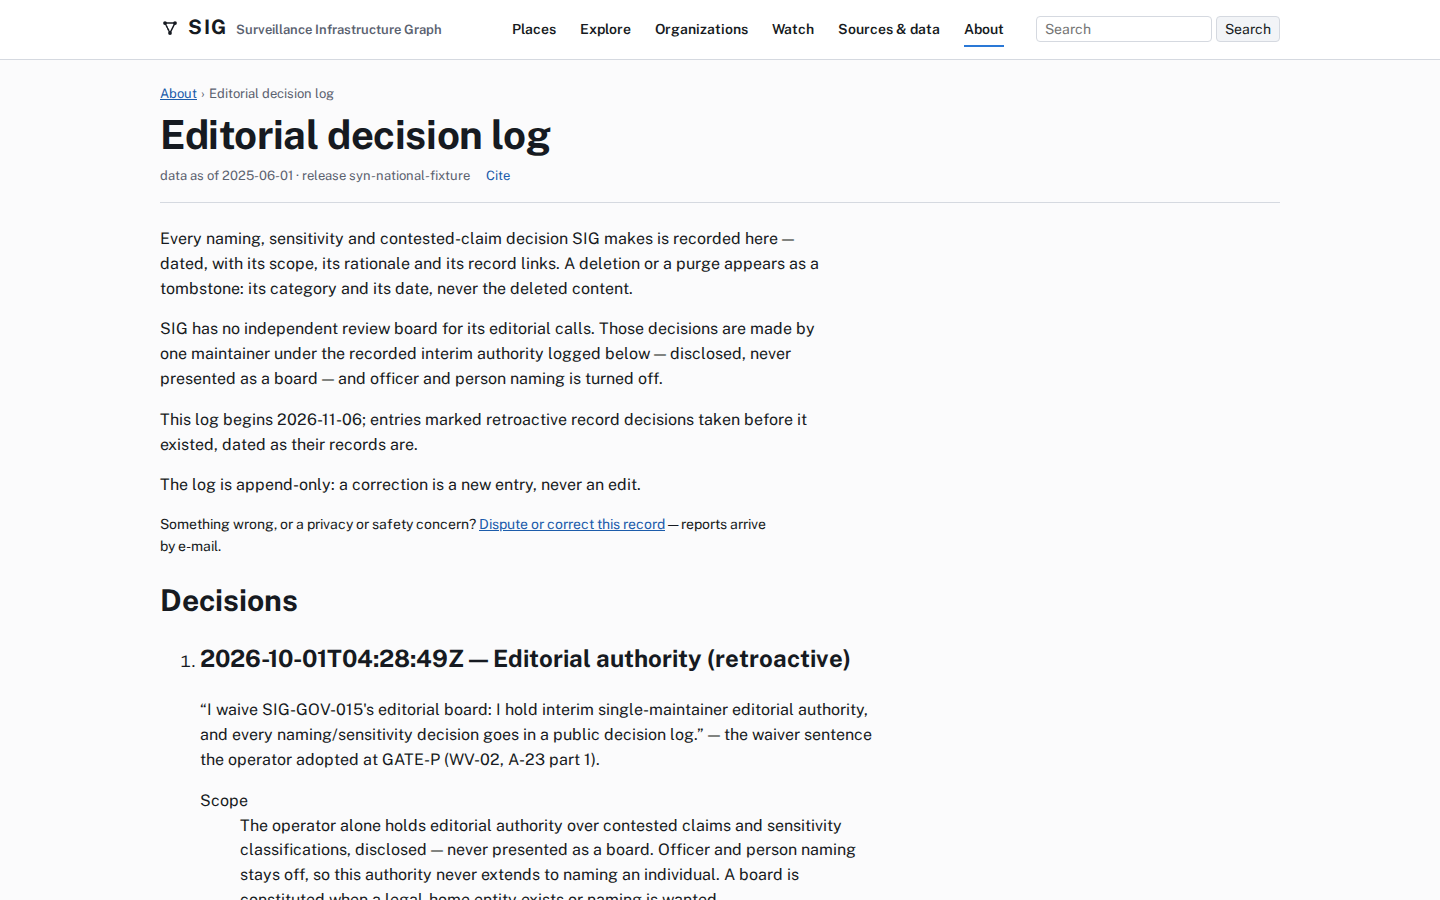 SIG Surveillance Infrastructure Graph Places Explore Organizations Watch Sources & data About Search Search
About › Editorial decision log
Editorial decision log
data as of 2025-06-01 · release syn-national-fixture Cite
Every naming, sensitivity and contested-claim decision SIG makes is recorded here —
dated, with its scope, its rationale and its record links. A deletion or a purge appears as a
tombstone: its category and its date, never the deleted content.
SIG has no independent review board for its editorial calls. Those decisions are made by
one maintainer under the recorded interim authority logged below — disclosed, never
presented as a board — and officer and person naming is turned off.
This log begins 2026-11-06; entries marked retroactive record decisions taken before it
existed, dated as their records are.
The log is append-only: a correction is a new entry, never an edit.
Something wrong, or a privacy or safety concern? Dispute or correct this record — reports arrive
by e-mail.
Decisions
1. 2026-10-01T04:28:49Z — Editorial authority (retroactive)
“I waive SIG-GOV-015's editorial board: I hold interim single-maintainer editorial authority,
and every naming/sensitivity decision goes in a public decision log.” — the waiver sentence
the operator adopted at GATE-P (WV-02, A-23 part 1).
Scope
The operator alone holds editorial authority over contested claims and sensitivity
classifications, disclosed — never presented as a board. Officer and person naming
stays off, so this authority never extends to naming an individual. A board is
constituted when a legal-home entity exists or naming is wanted.